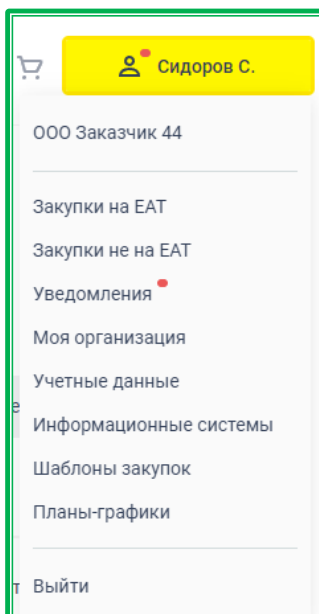 Сидоров С.
ООО Заказчик 44
Закупки на ЕАТ
Закупки не на ЕАТ
Уведомления
Моя организация
Учетные данные
е
Информационные системы
Шаблоны закупок
Планы-графики
т
Выйти